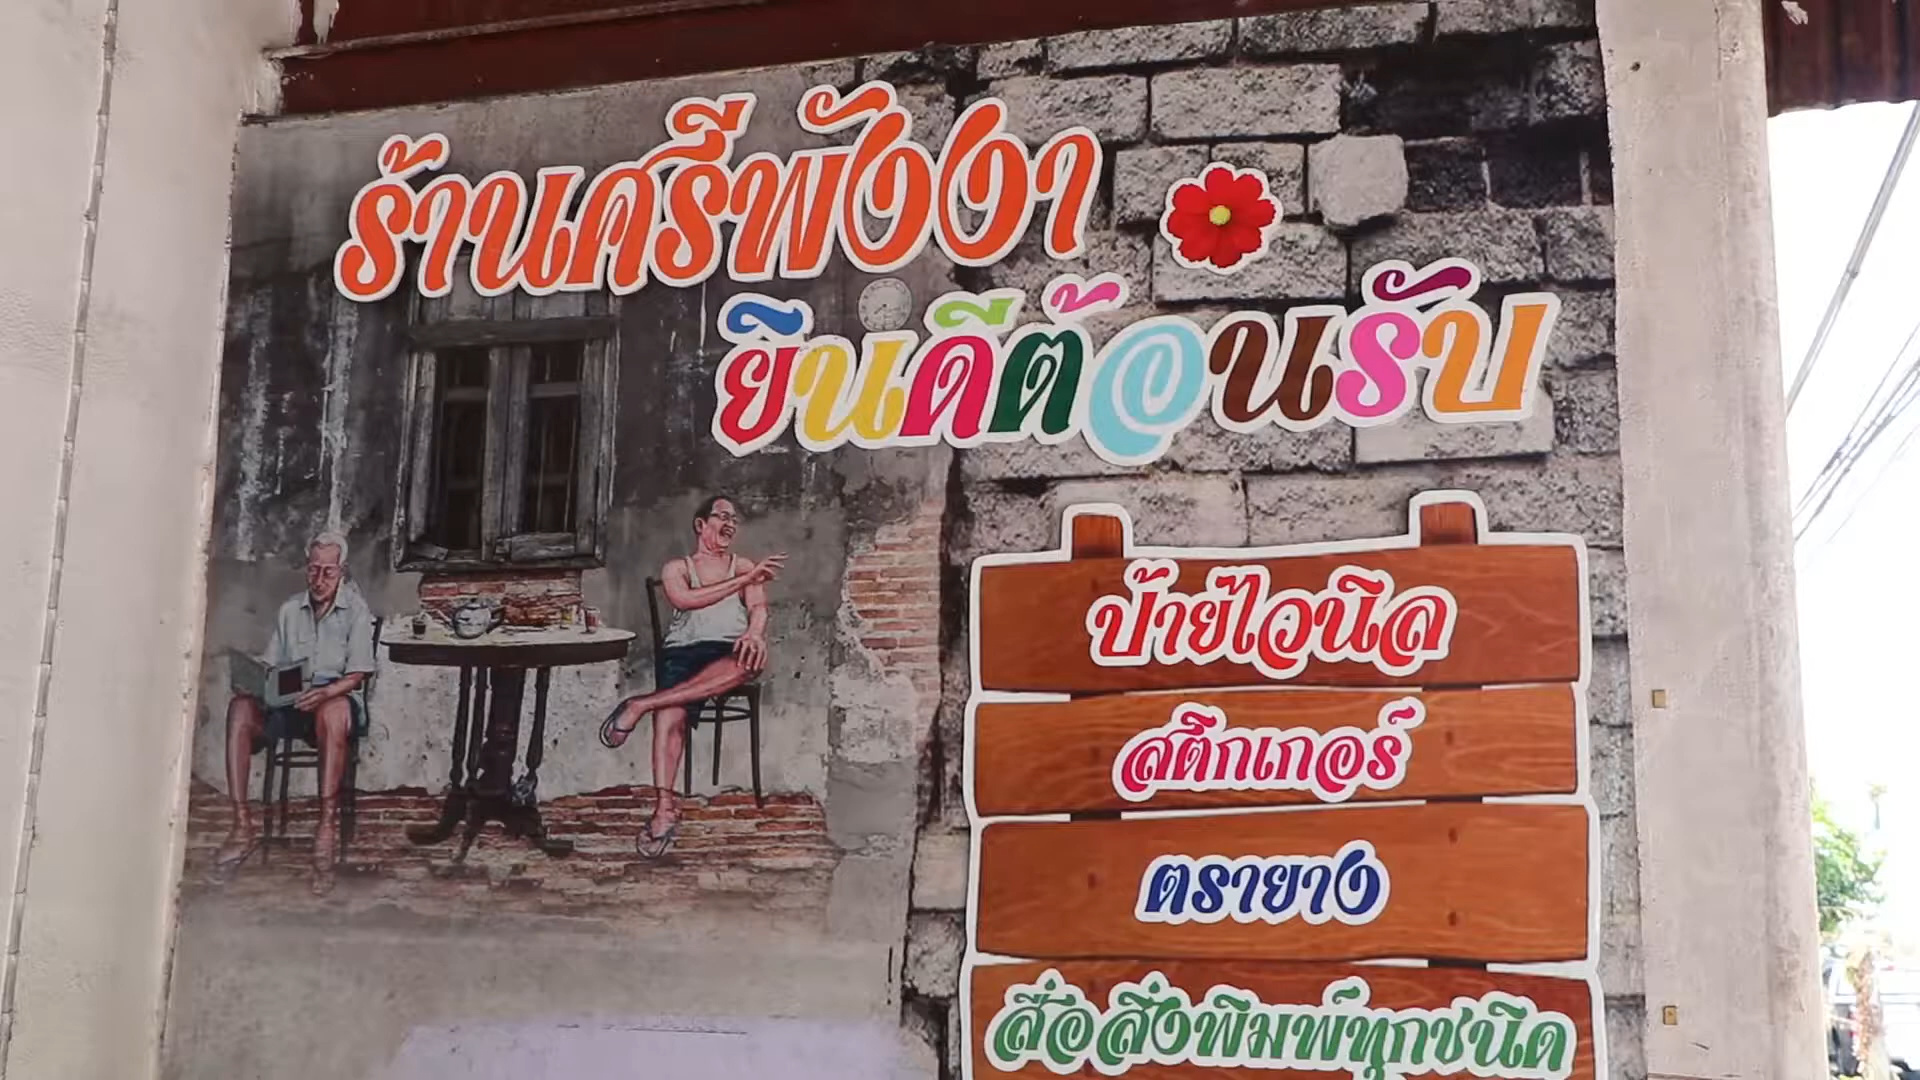 ร้านศรีพังงา
ยินดีต้อนรับ
ป้ายไวนิล
สติกเกอร์
ตรายาง
สื่อสิ่งพิมพ์ทุกชนิด